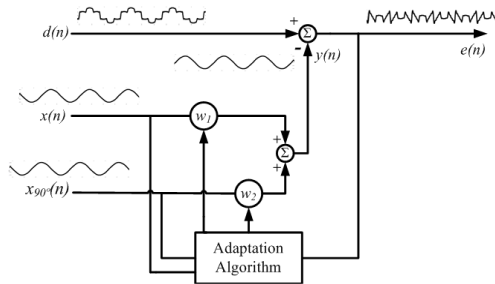 d(n)
+
Σ
-
y(n)
e(n)
x(n)
w1
+
Σ
+
x90°(n)
w2
Adaptation
Algorithm